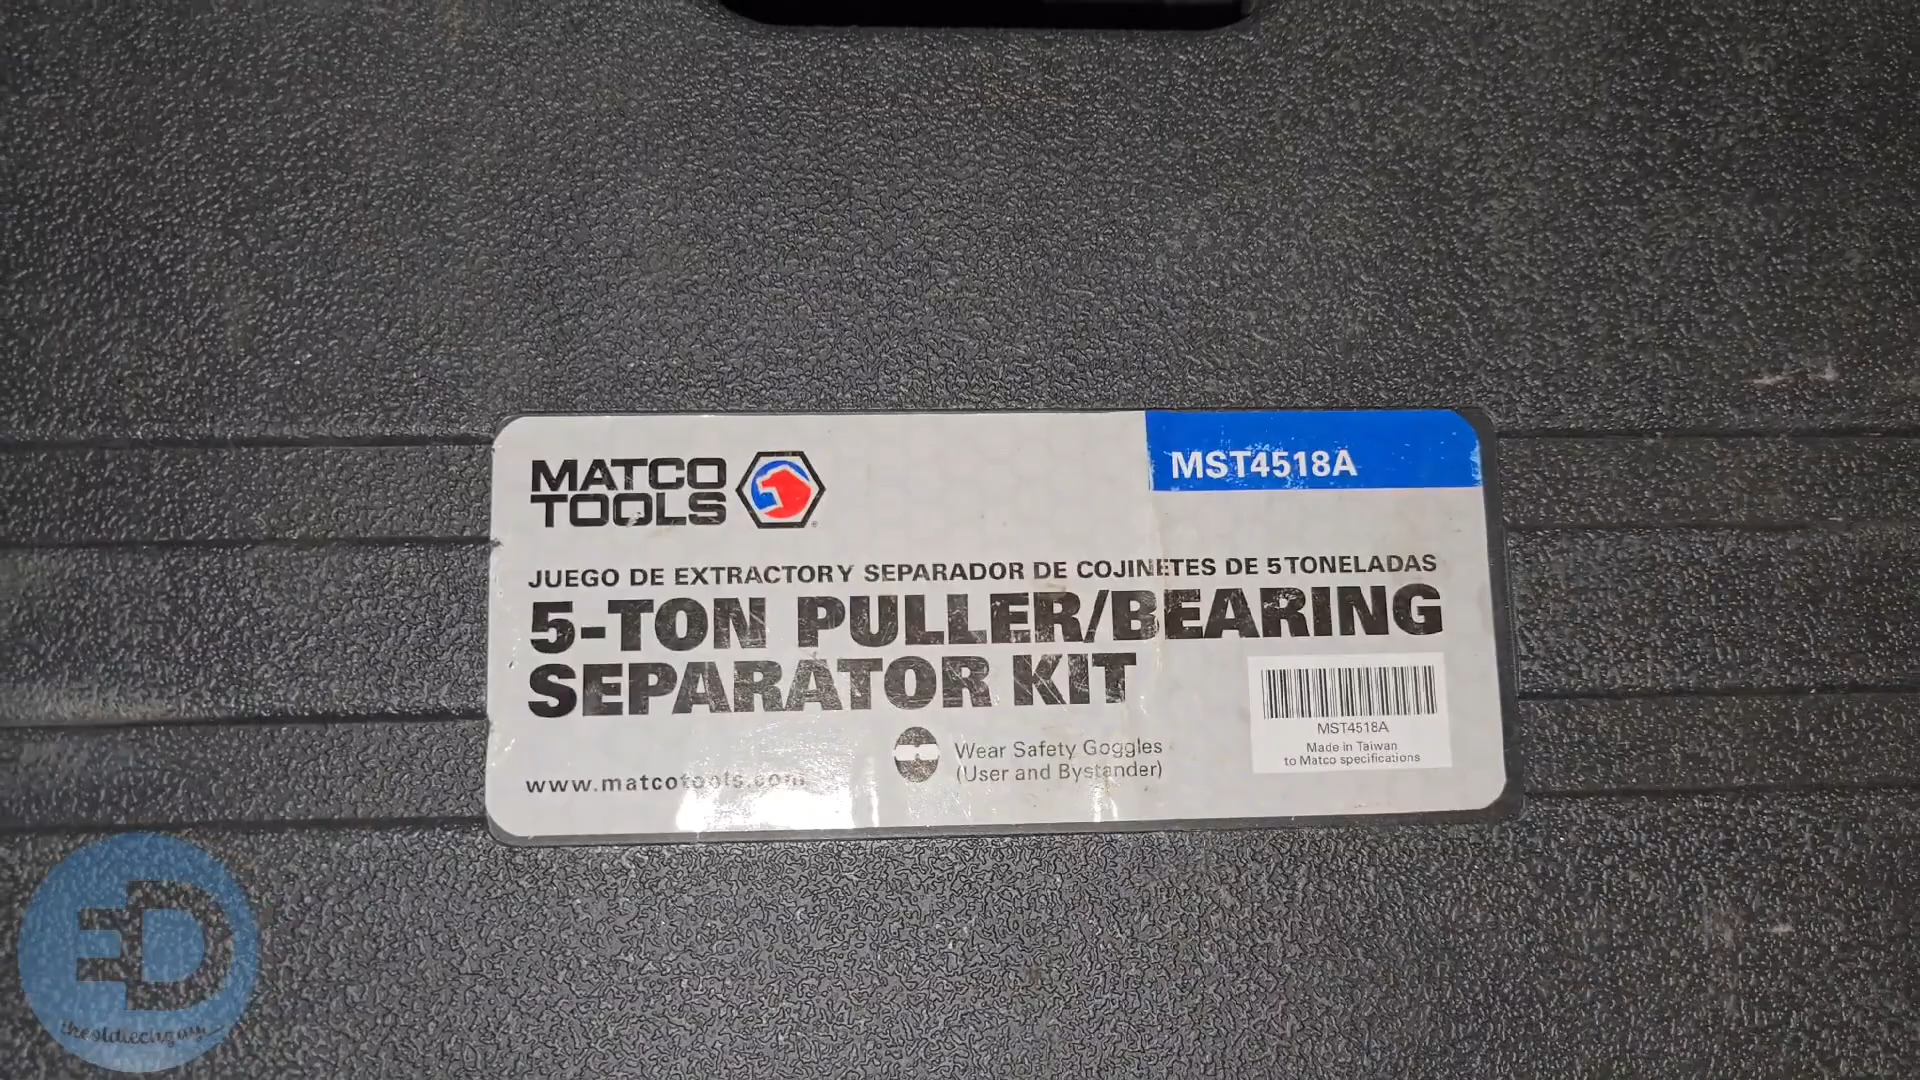 MATCO
TOOLS
MST4518A
JUEGO DE EXTRACTOR Y SEPARADOR DE COJINETES DE 5 TONELADAS
5-TON PULLER/BEARING
SEPARATOR KIT
Wear Safety Goggles
(User and Bystander)
www.matcotools.com
MST4518A
Made in Taiwan
to Matco specifications
ED